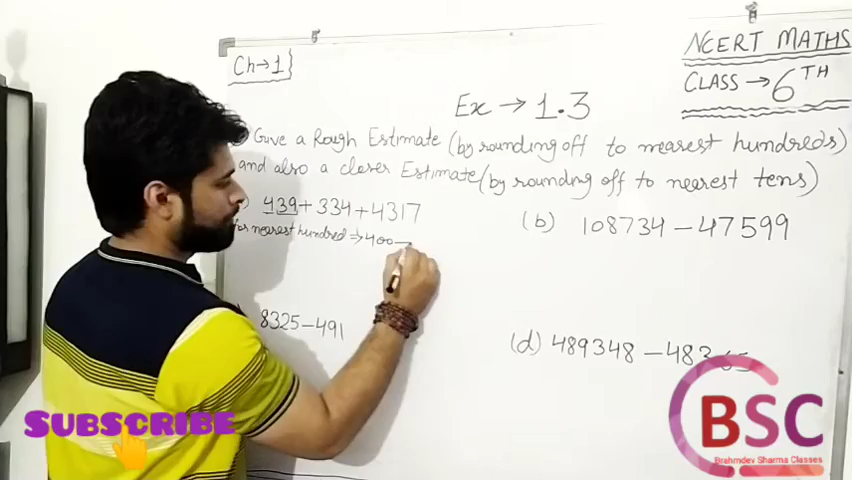 Ch→1}
NCERT MATHS
CLASS → 6TH
Ex → 1.3
Give a Rough Estimate (by rounding off to nearest hundreds)
and also a closer Estimate (by rounding off to nearest tens)
) 439 + 334 + 4317
nearest hundred ⇒ 400
(b) 108734 – 47599
8325 – 491
(d) 489348 – 48365
SUBSCRIBE
BSC
Brahmdev Sharma Classes